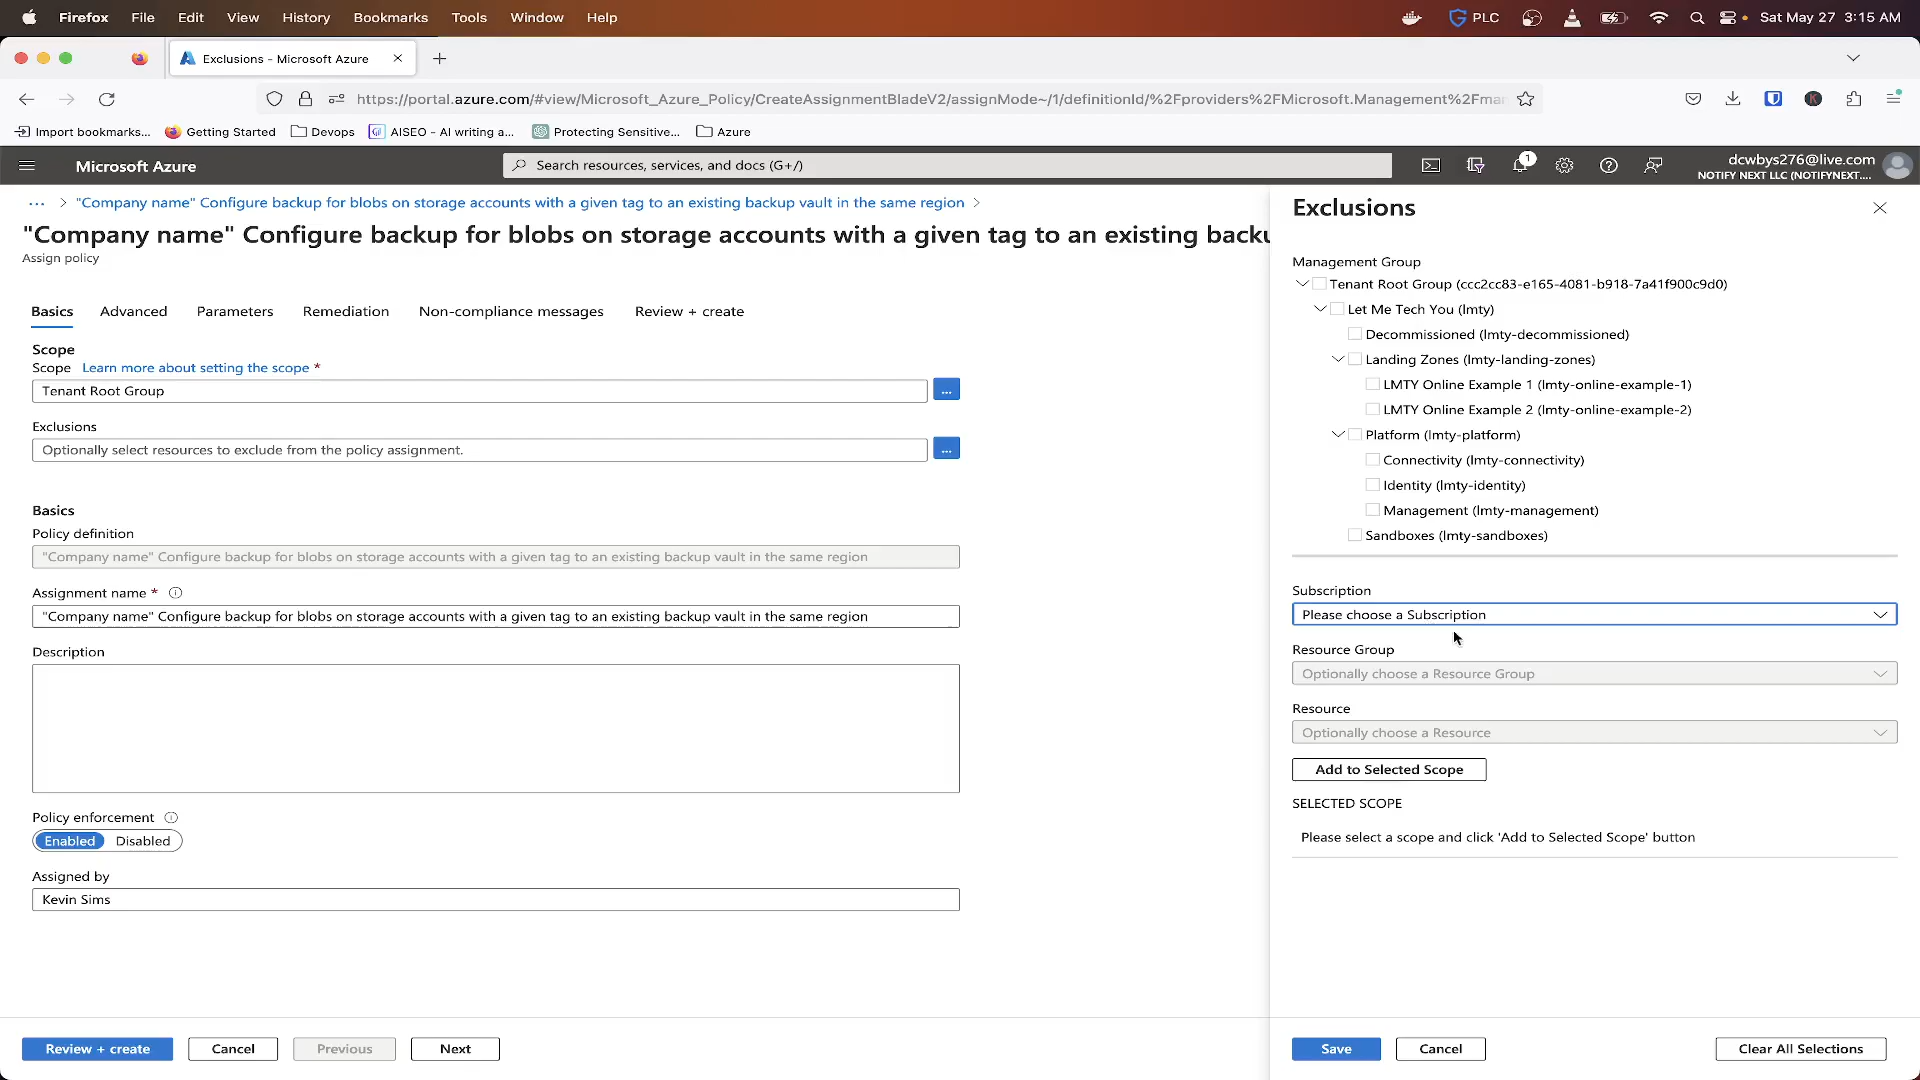 Firefox File Edit View History Bookmarks Tools Window Help PLC Sat May 27 3:15 AM
Exclusions - Microsoft Azure
https://portal.azure.com/#view/Microsoft_Azure_Policy/CreateAssignmentBladeV2/assignMode~/1/definitionId/%2Fproviders%2FMicrosoft.Management%2Fmar
Import bookmarks... Getting Started Devops AISEO - AI writing a... Protecting Sensitive... Azure
Microsoft Azure
Search resources, services, and docs (G+/)
1
dcwbys276@live.com
NOTIFY NEXT LLC (NOTIFYNEXT....
... > "Company name" Configure backup for blobs on storage accounts with a given tag to an existing backup vault in the same region >
"Company name" Configure backup for blobs on storage accounts with a given tag to an existing backu
Assign policy
Basics Advanced Parameters Remediation Non-compliance messages Review + create
Scope
Scope Learn more about setting the scope *
Tenant Root Group
...
Exclusions
Optionally select resources to exclude from the policy assignment.
...
Basics
Policy definition
"Company name" Configure backup for blobs on storage accounts with a given tag to an existing backup vault in the same region
Assignment name *
"Company name" Configure backup for blobs on storage accounts with a given tag to an existing backup vault in the same region
Description
Policy enforcement
Enabled Disabled
Assigned by
Kevin Sims
Review + create Cancel Previous Next
Exclusions
Management Group
Tenant Root Group (ccc2cc83-e165-4081-b918-7a41f900c9d0)
Let Me Tech You (lmty)
Decommissioned (lmty-decommissioned)
Landing Zones (lmty-landing-zones)
LMTY Online Example 1 (lmty-online-example-1)
LMTY Online Example 2 (lmty-online-example-2)
Platform (lmty-platform)
Connectivity (lmty-connectivity)
Identity (lmty-identity)
Management (lmty-management)
Sandboxes (lmty-sandboxes)
Subscription
Please choose a Subscription
Resource Group
Optionally choose a Resource Group
Resource
Optionally choose a Resource
Add to Selected Scope
SELECTED SCOPE
Please select a scope and click 'Add to Selected Scope' button
Save Cancel Clear All Selections